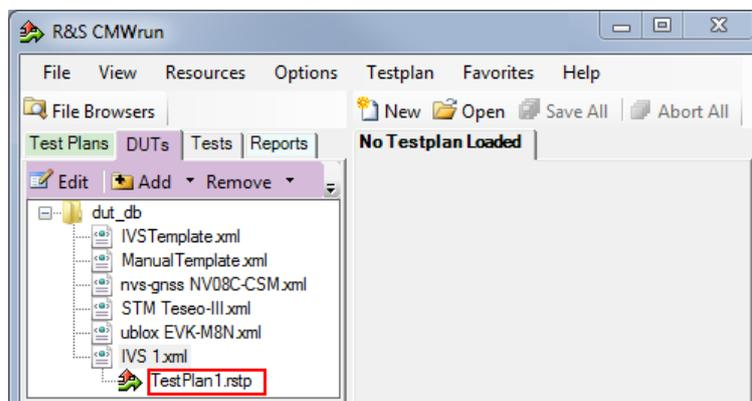 R&S CMWrun
File View Resources Options Testplan Favorites Help
File Browsers New Open Save All Abort All
Test Plans DUTs Tests Reports No Testplan Loaded
Edit Add Remove
dut_db
IVSTemplate.xml
ManualTemplate.xml
nvs-gnss NV08C-CSM.xml
STM Teseo-III.xml
ublox EVK-M8N.xml
IVS 1.xml
TestPlan1.rstp